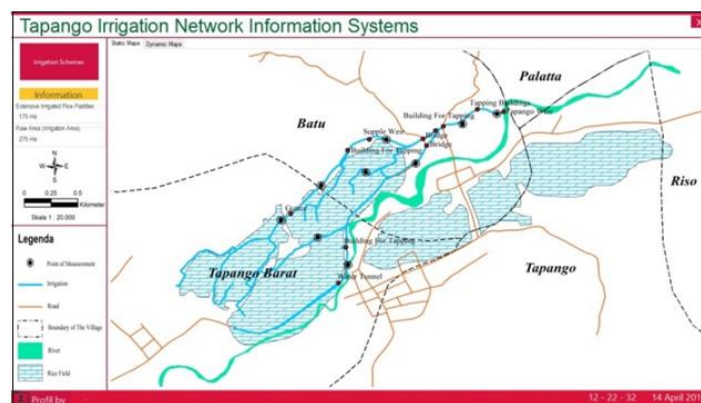 Tapango Irrigation Network Information Systems
X
Irrigation Schemes
Information
Extensive Irrigated Rice Paddies
175 Ha
Raw Area (Irrigation Area)
275 Ha
N
W
E
S
0 0.25 0.5
Kilometer
Skala 1 : 20.000
Legenda
Point of Measurement
Irrigation
Road
Boundary of The Village
River
Rice Field
Static Maps
Dynamic Maps
Palatta
Tapping Buildings
Building For Tapping
Tapango Weir
Batu
Supple Weir
Bridge
Bridge
Building For Tapping
Riso
Building For Tapping
Tapango Barat
Tapango
Water Tunnel
Profil by
12 - 22 - 32
14 April 201